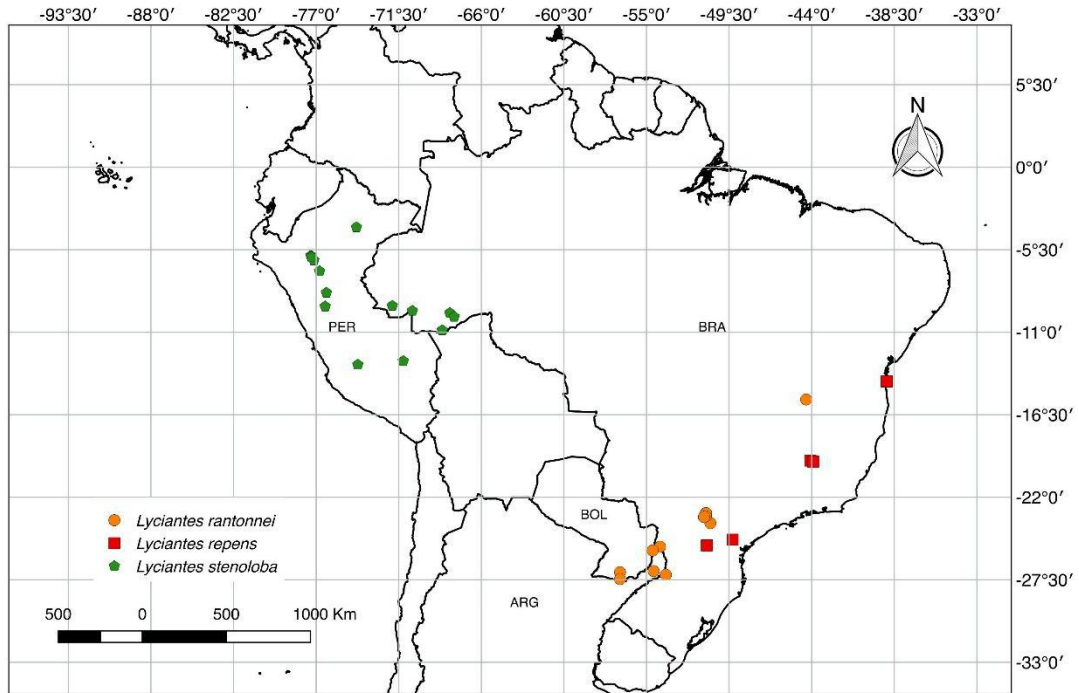 -93°30′ -88°0′ -82°30′ -77°0′ -71°30′ -66°0′ -60°30′ -55°0′ -49°30′ -44°0′ -38°30′ -33°0′
N
5°30′
0°0′
-5°30′
PER
BRA
-11°0′
-16°30′
-22°0′
BOL
Lyciantes rantonnei
Lyciantes repens
Lyciantes stenoloba
-27°30′
ARG
500 0 500 1000 Km
-33°0′